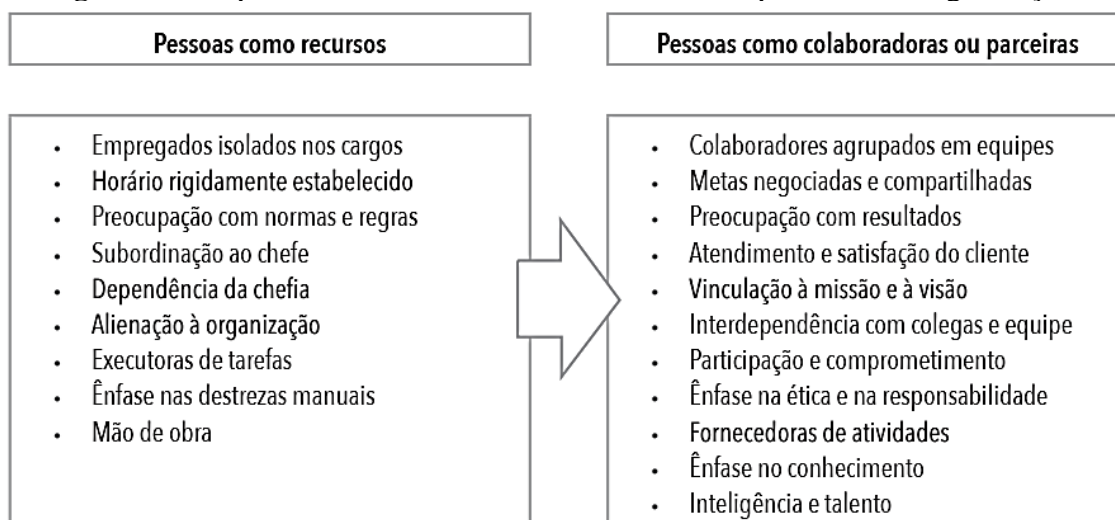 Pessoas como recursos
• Empregados isolados nos cargos
• Horário rigidamente estabelecido
• Preocupação com normas e regras
• Subordinação ao chefe
• Dependência da chefia
• Alienação à organização
• Executoras de tarefas
• Ênfase nas destrezas manuais
• Mão de obra
Pessoas como colaboradoras ou parceiras
• Colaboradores agrupados em equipes
• Metas negociadas e compartilhadas
• Preocupação com resultados
• Atendimento e satisfação do cliente
• Vinculação à missão e à visão
• Interdependência com colegas e equipe
• Participação e comprometimento
• Ênfase na ética e na responsabilidade
• Fornecedoras de atividades
• Ênfase no conhecimento
• Inteligência e talento